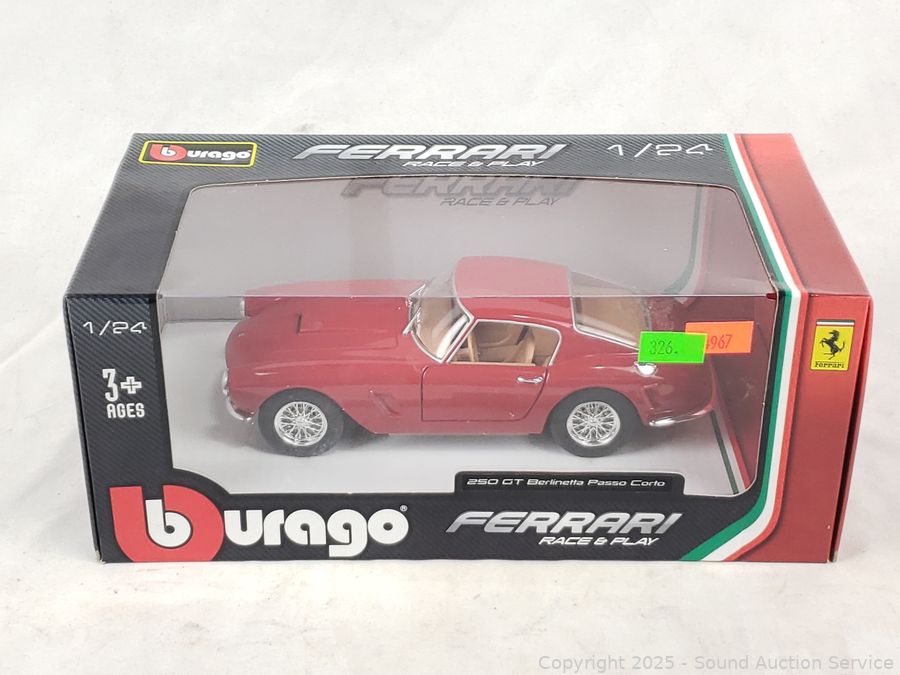 Burago
FERRARI
RACE & PLAY
1/24
FERRARI
RACE & PLAY
1/24
3+
AGES
326.
4967
Ferrari
250 GT Berlinetta Passo Corto
Burago®
FERRARI
RACE & PLAY
Copyright 2025 - Sound Auction Service